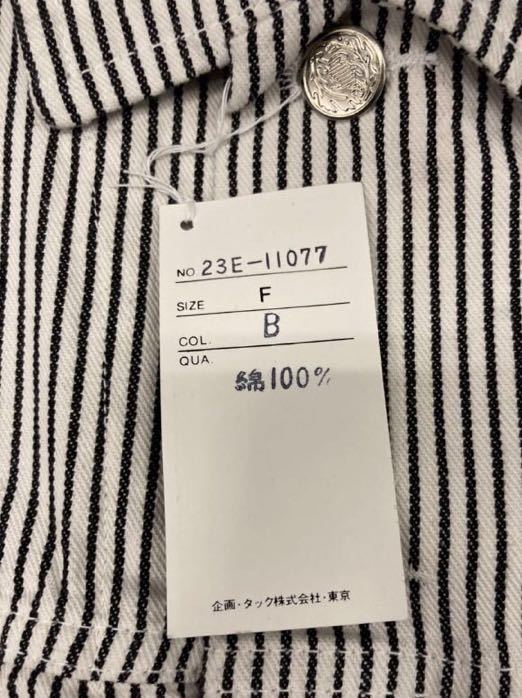 NO 23E-11077
SIZE F
COL. B
QUA.
綿100%
企画・タック株式会社・東京